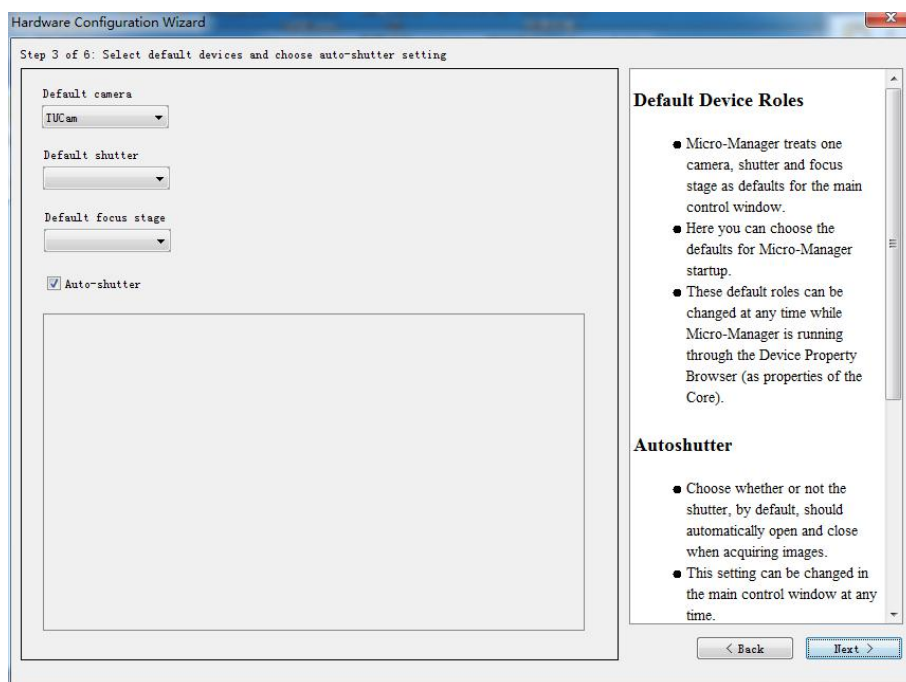 Hardware Configuration Wizard
Step 3 of 6: Select default devices and choose auto-shutter setting
Default camera
TUCam
Default shutter
Default focus stage
Auto-shutter
Default Device Roles
Micro-Manager treats one
camera, shutter and focus
stage as defaults for the main
control window.
Here you can choose the
defaults for Micro-Manager
startup.
These default roles can be
changed at any time while
Micro-Manager is running
through the Device Property
Browser (as properties of the
Core).
Autoshutter
Choose whether or not the
shutter, by default, should
automatically open and close
when acquiring images.
This setting can be changed in
the main control window at any
time.
< Back
Next >